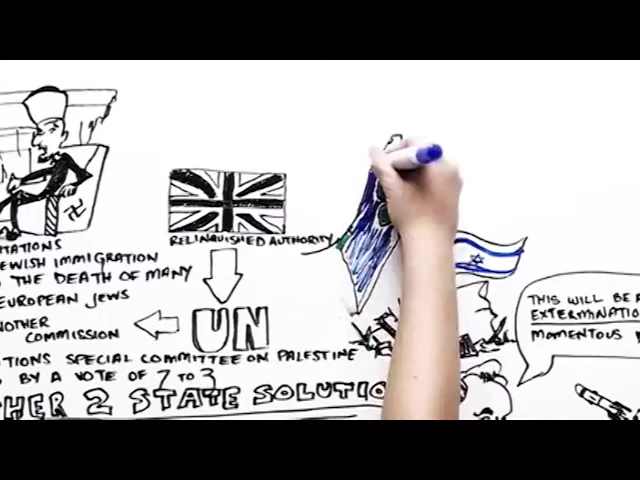 TATIONS
EWISH IMMIGRATION
THE DEATH OF MANY
EUROPEAN JEWS
RELINQUISHED AUTHORITY
UN
NOTHER
COMMISSION
TIONS SPECIAL COMMITTEE ON PALESTINE
BY A VOTE OF 7 TO 3
HER 2 STATE SOLUTIO
THIS WILL BE A
EXTERMINATIO
MOMENTOUS